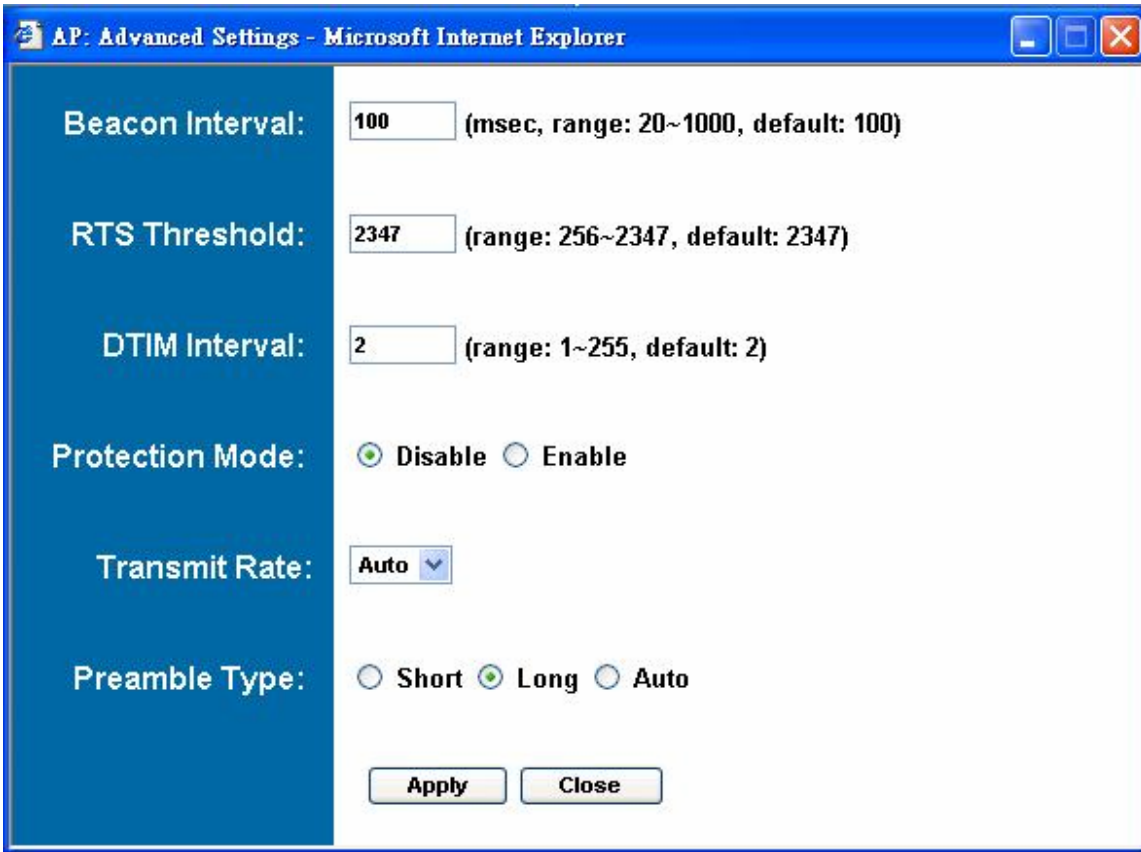 AP: Advanced Settings - Microsoft Internet Explorer
Beacon Interval: 100 (msec, range: 20~1000, default: 100)
RTS Threshold: 2347 (range: 256~2347, default: 2347)
DTIM Interval: 2 (range: 1~255, default: 2)
Protection Mode: Disable Enable
Transmit Rate: Auto
Preamble Type: Short Long Auto
Apply Close